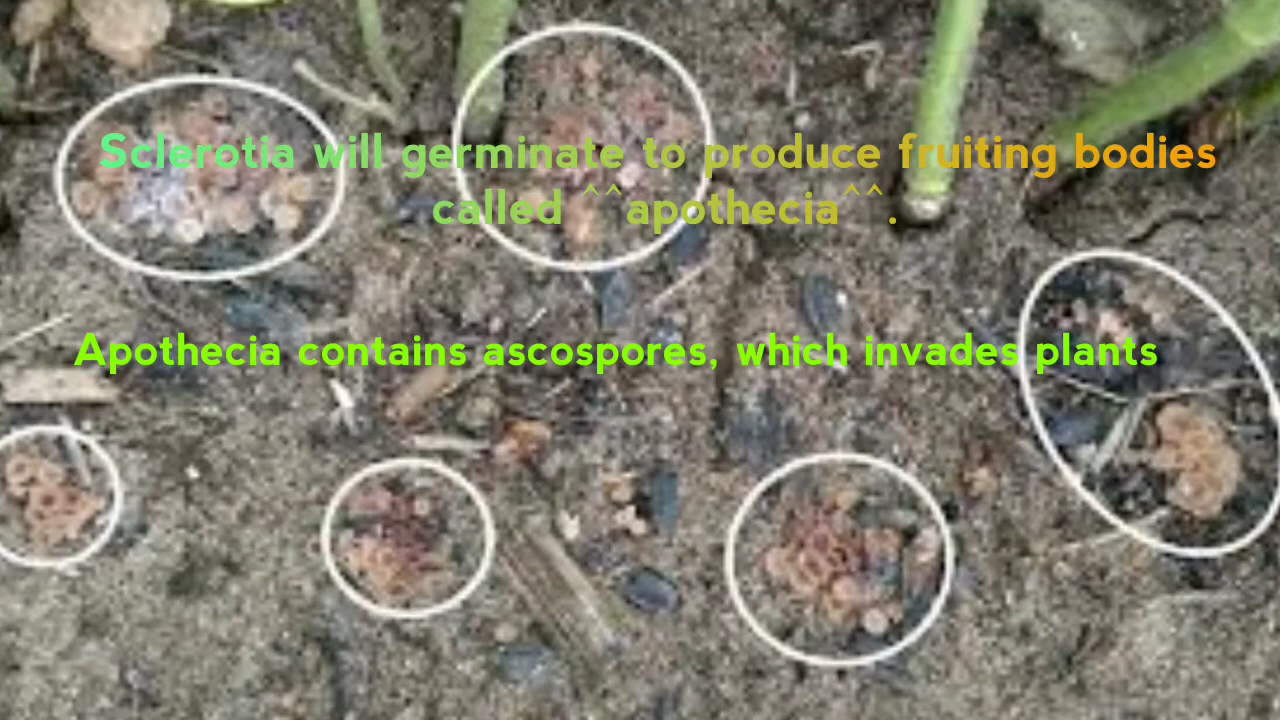 Sclerotia will germinate to produce fruiting bodies
called ^^apothecia^^.
Apothecia contains ascospores, which invades plants